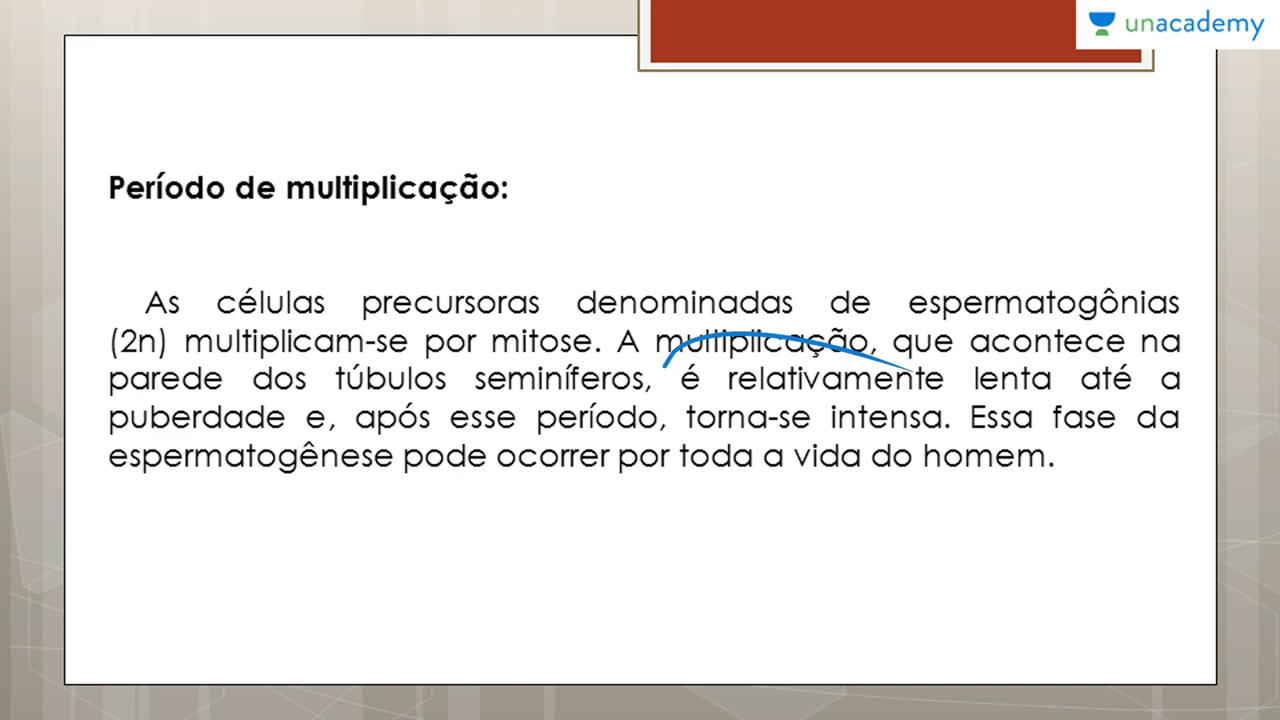 unacademy
Período de multiplicação:
As células precursoras denominadas de espermatogônias
(2n) multiplicam-se por mitose. A multiplicação, que acontece na
parede dos túbulos seminíferos, é relativamente lenta até a
puberdade e, após esse período, torna-se intensa. Essa fase da
espermatogênese pode ocorrer por toda a vida do homem.